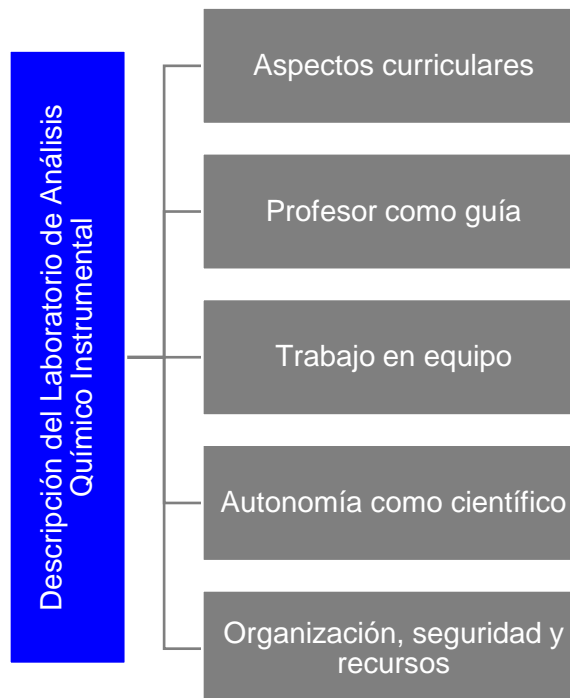 Descripción del Laboratorio de Análisis
Químico Instrumental
Aspectos curriculares
Profesor como guía
Trabajo en equipo
Autonomía como científico
Organización, seguridad y
recursos